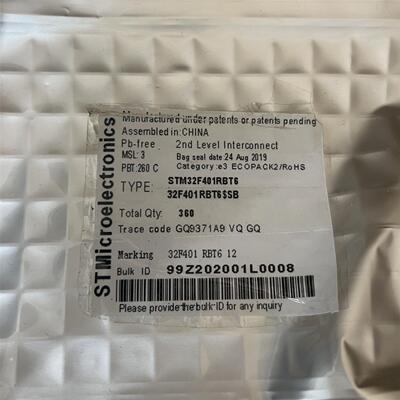 STMicroelectronics
Manufactured under patents or patents pending
Assembled in: CHINA
Pb-free 2nd Level Interconnect
MSL: 3 Bag seal date 24 Aug 2019
PBT: 260 C Category: e3 ECOPACK2/RoHS
TYPE: STM32F401RBT6
32F401RBT6$SB
Total Qty: 360
Trace code GQ9371A9 VQ GQ
Marking 32F401 RBT6 12
Bulk ID 99Z202001L0008
Please provide the bulk ID for any inquiry